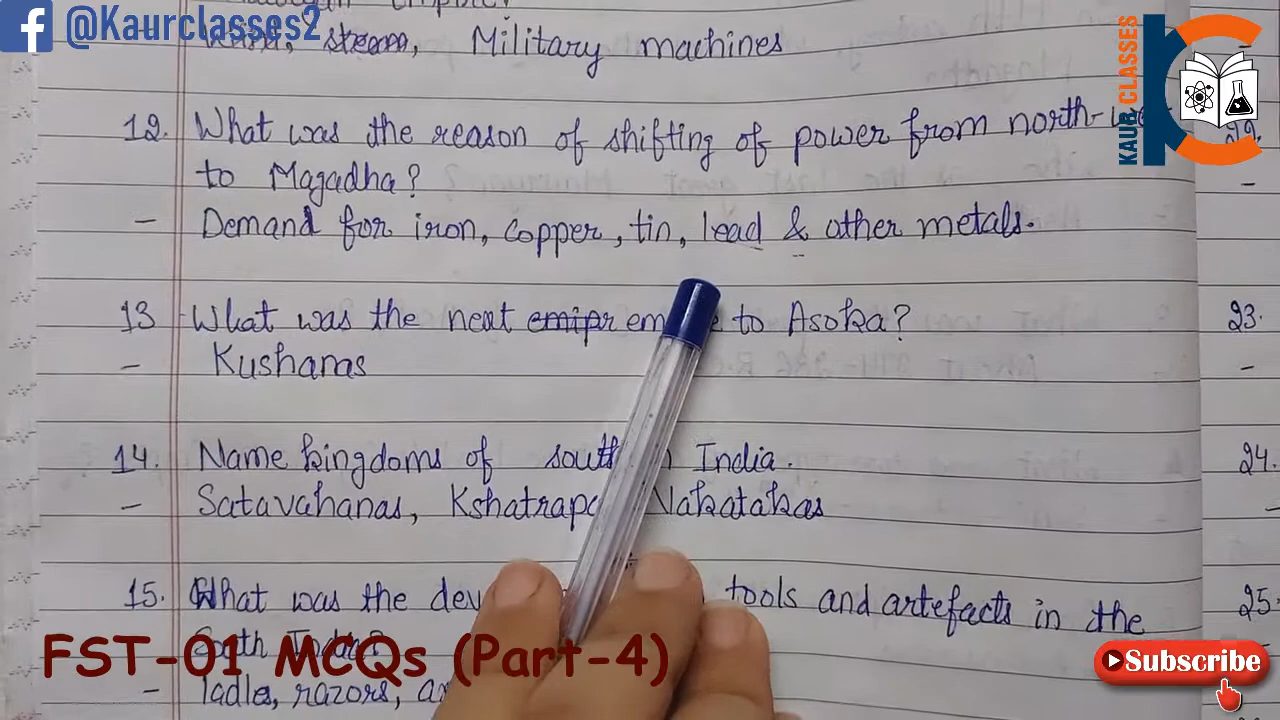 @Kaurclasses2
Military machines
KAUR CLASSES
12. What was the reason of shifting of power from north-
to Magadha?
- Demand for iron, copper, tin, lead & other metals.
13 What was the next emipr to Asoka?
- Kushanas
14. Name kingdoms of India.
- Satavahanas, Vakatakas
15. What was the tools and artefacts in the
South India?
- ladles, razors,
23.
24.
25.
FST-01 MCQs (Part-4)
Subscribe